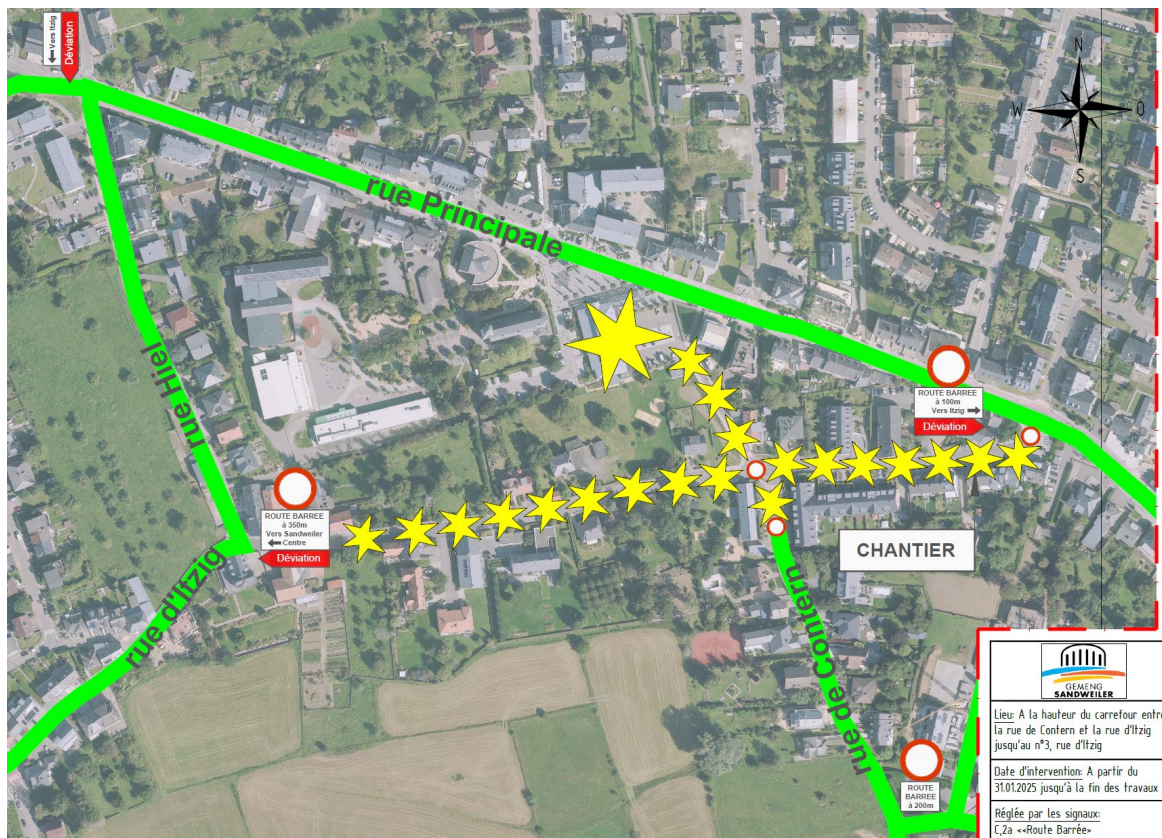 Vers Itzig
Déviation
N
W
O
S
rue Principale
rue Hiel
ROUTE BARREE
à 100m
Vers Itzig
Déviation
ROUTE BARREE
à 350m
Vers Sandweiler
Centre
Déviation
CHANTIER
rue d'Itzig
rue de Contern
ROUTE
BARREE
à 200m
GEMENG
SANDWEILER
Lieu: A la hauteur du carrefour entre
la rue de Contern et la rue d'Itzig
jusqu'au n°3, rue d'Itzig
Date d'intervention: A partir du
31.01.2025 jusqu'à la fin des travaux
Réglée par les signaux:
C,2a «Route Barrée»